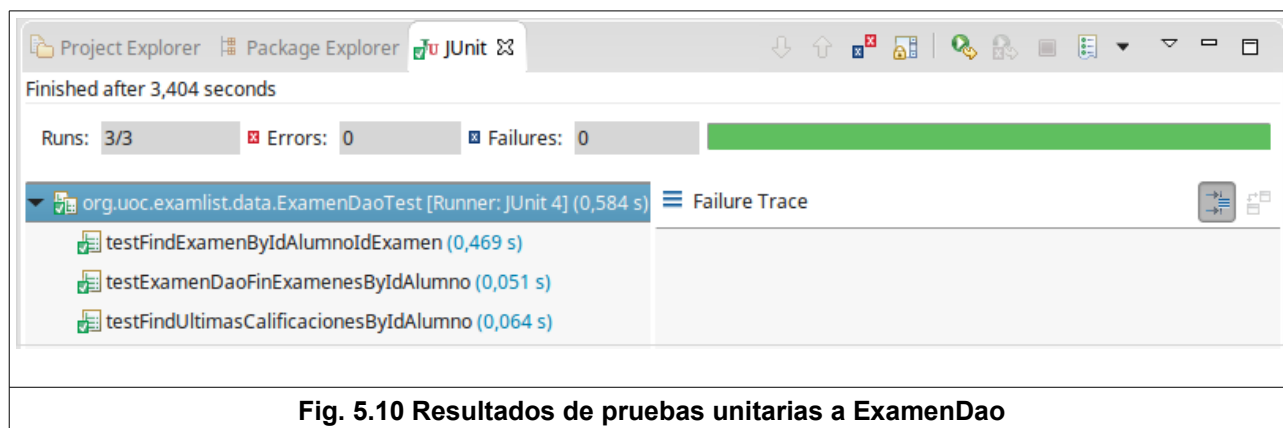 Project Explorer Package Explorer JUnit
Finished after 3,404 seconds
Runs: 3/3 Errors: 0 Failures: 0
org.uoc.examlist.data.ExamenDaoTest [Runner: JUnit 4] (0,584 s) Failure Trace
testFindExamenByIdAlumnoIdExamen (0,469 s)
testExamenDaoFinExamenesByIdAlumno (0,051 s)
testFindUltimasCalificacionesByIdAlumno (0,064 s)
Fig. 5.10 Resultados de pruebas unitarias a ExamenDao